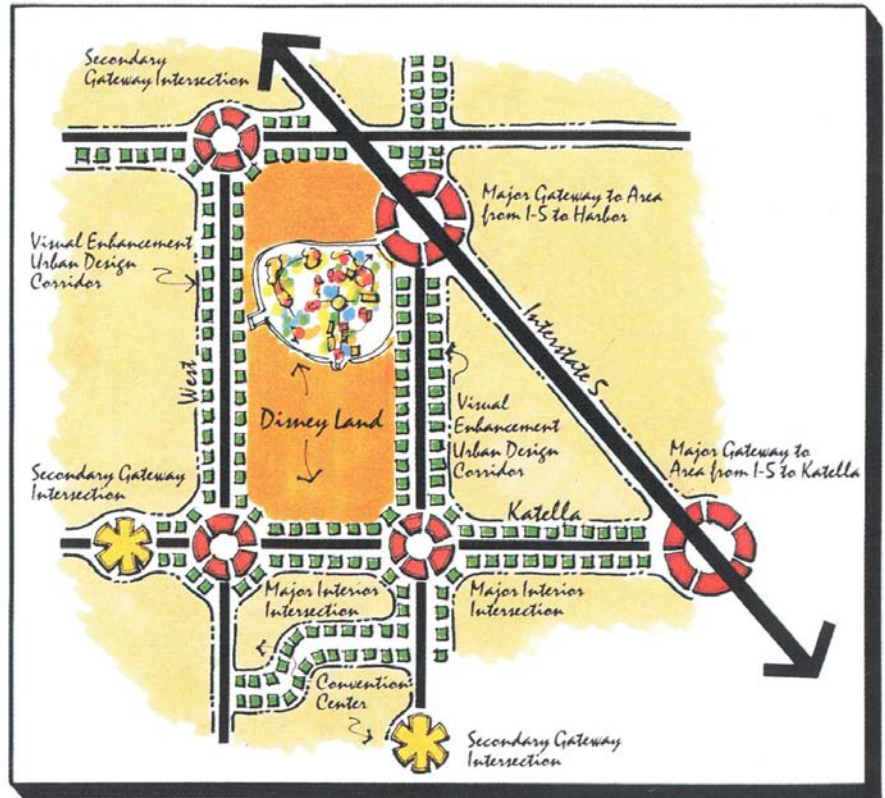 Secondary
Gateway Intersection
Major Gateway to Area
from I-5 to Harbor
Visual Enhancement
Urban Design
Corridor
Interstate 5
West
Disney Land
Visual
Enhancement
Urban Design
Corridor
Major Gateway to
Area from I-5 to Katella
Secondary Gateway
Intersection
Katella
Major Interior
Intersection
Major Interior
Intersection
Convention
Center
Secondary Gateway
Intersection